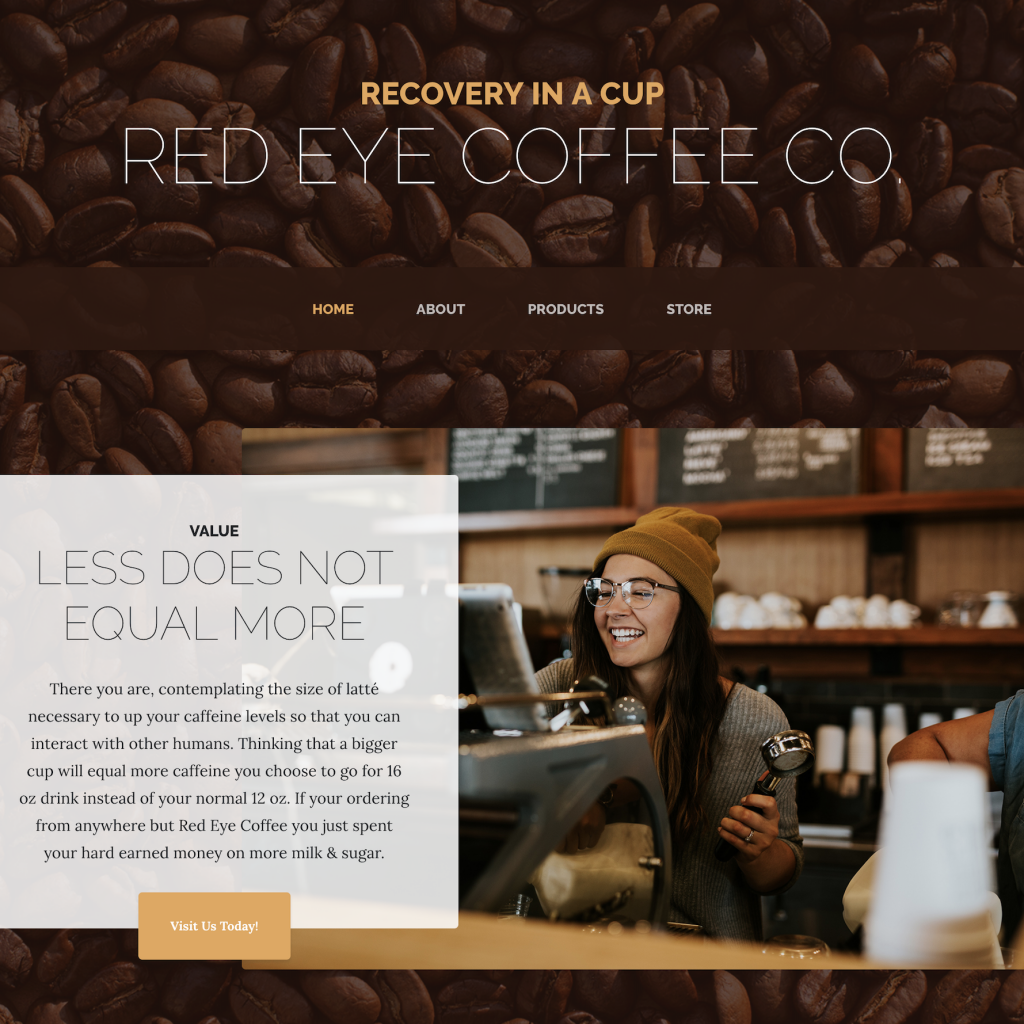 RECOVERY IN A CUP
RED EYE COFFEE CO.
HOME ABOUT PRODUCTS STORE
VALUE
LESS DOES NOT
EQUAL MORE
There you are, contemplating the size of latté
necessary to up your caffeine levels so that you can
interact with other humans. Thinking that a bigger
cup will equal more caffeine you choose to go for 16
oz drink instead of your normal 12 oz. If your ordering
from anywhere but Red Eye Coffee you just spent
your hard earned money on more milk & sugar.
Visit Us Today!